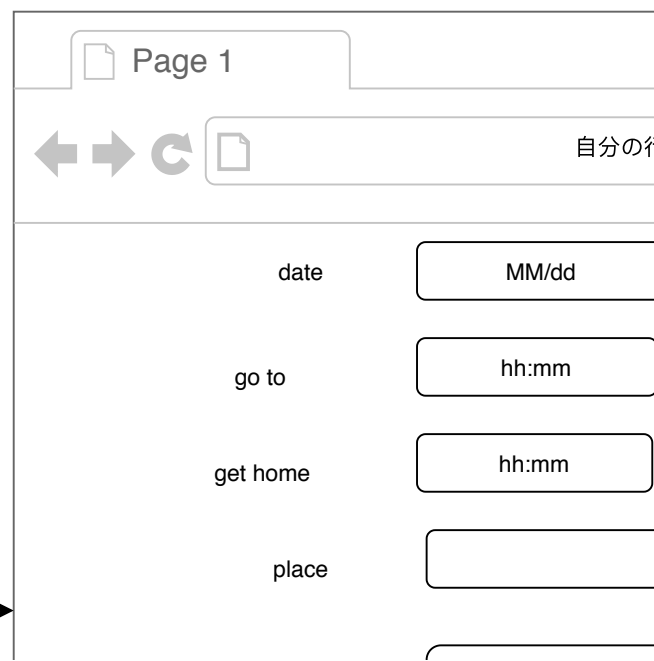 Page 1
自分の
date
MM/dd
go to
hh:mm
get home
hh:mm
place